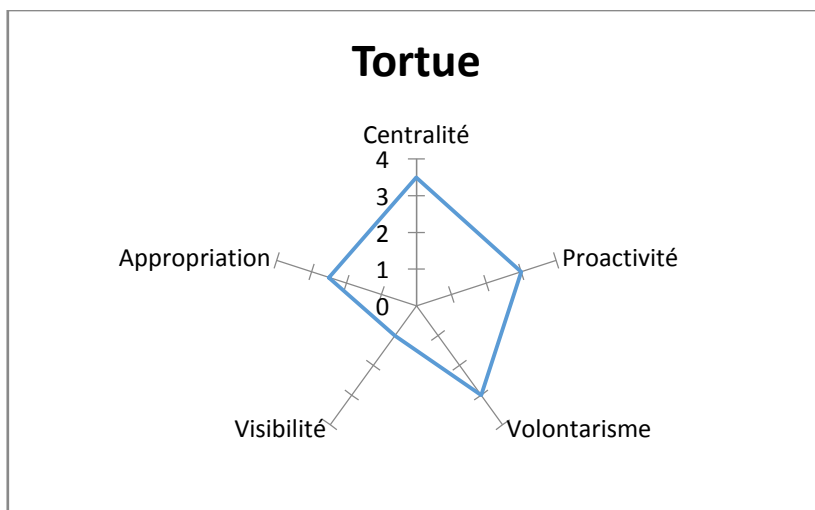 Tortue
Centralité
4
3
2
1
0
Appropriation
Proactivité
Visibilité
Volontarisme